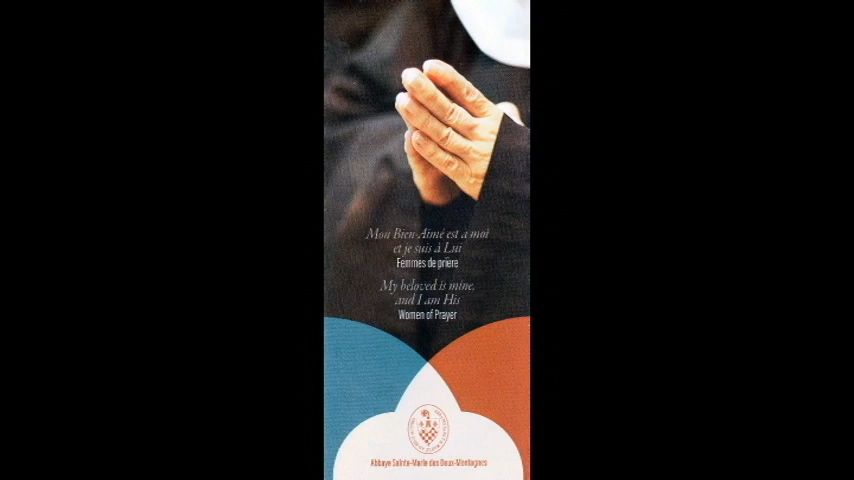 Mon Bien-Aimé est a moi
et je suis à Lui
Femmes de prière
My beloved is mine,
and I am His
Women of Prayer
Abbaye Sainte-Marie des Deux-Montagnes